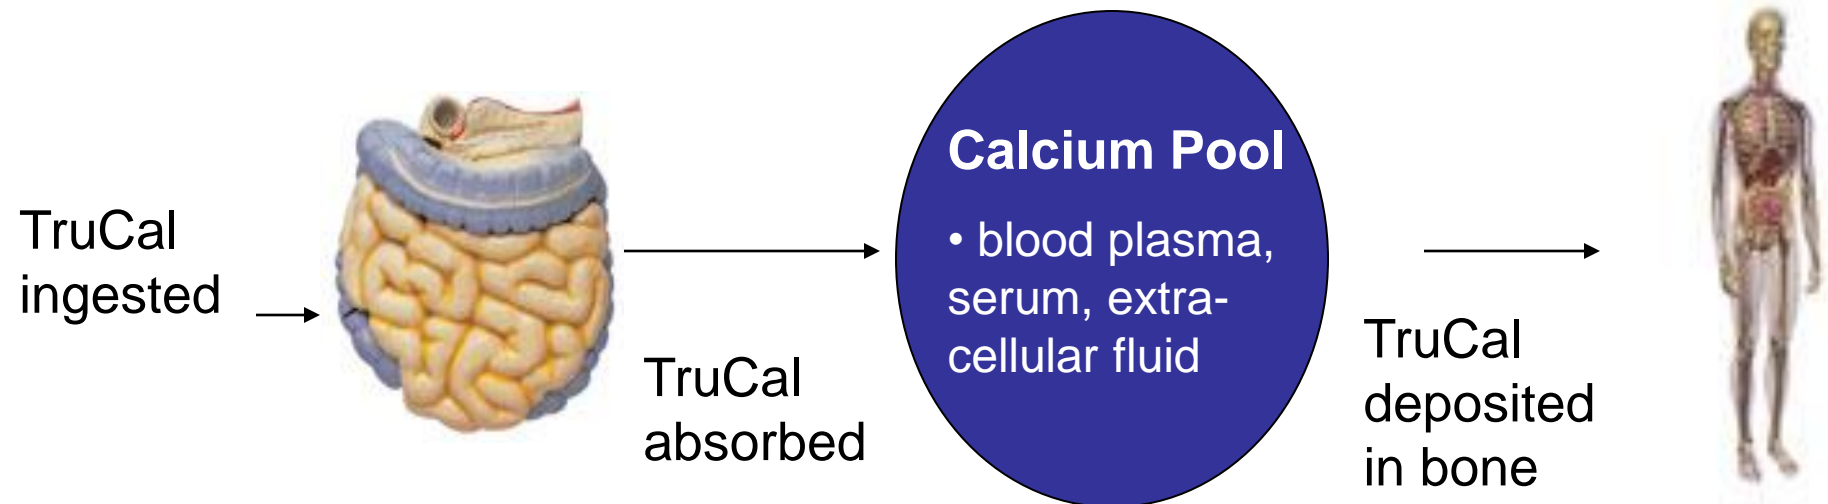 TruCal
ingested
TruCal
absorbed
Calcium Pool
• blood plasma,
serum, extra-
cellular fluid
TruCal
deposited
in bone